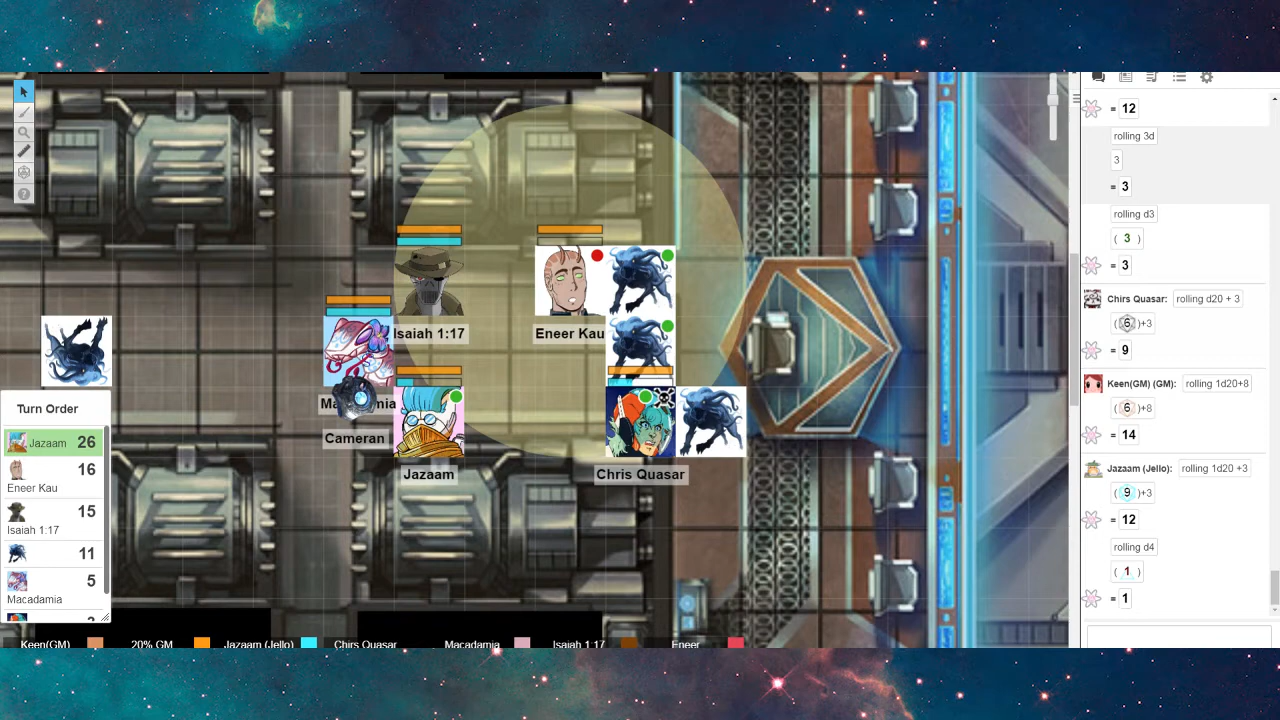 Isaiah 1:17
Eneer Kau
Cameran
Jazaam
Chris Quasar
Turn Order
Jazaam 26
16
Eneer Kau
15
Isaiah 1:17
11
5
Macadamia
Keen(GM)
20% GM
Jazaam (Jello)
Chirs Quasar
Macadamia
Isaiah 1:17
Eneer
= 12
rolling 3d
3
= 3
rolling d3
( 3 )
= 3
Chirs Quasar: rolling d20 + 3
(6)+3
= 9
Keen(GM) (GM): rolling 1d20+8
(6)+8
= 14
Jazaam (Jello): rolling 1d20 +3
(9)+3
= 12
rolling d4
( 1 )
= 1